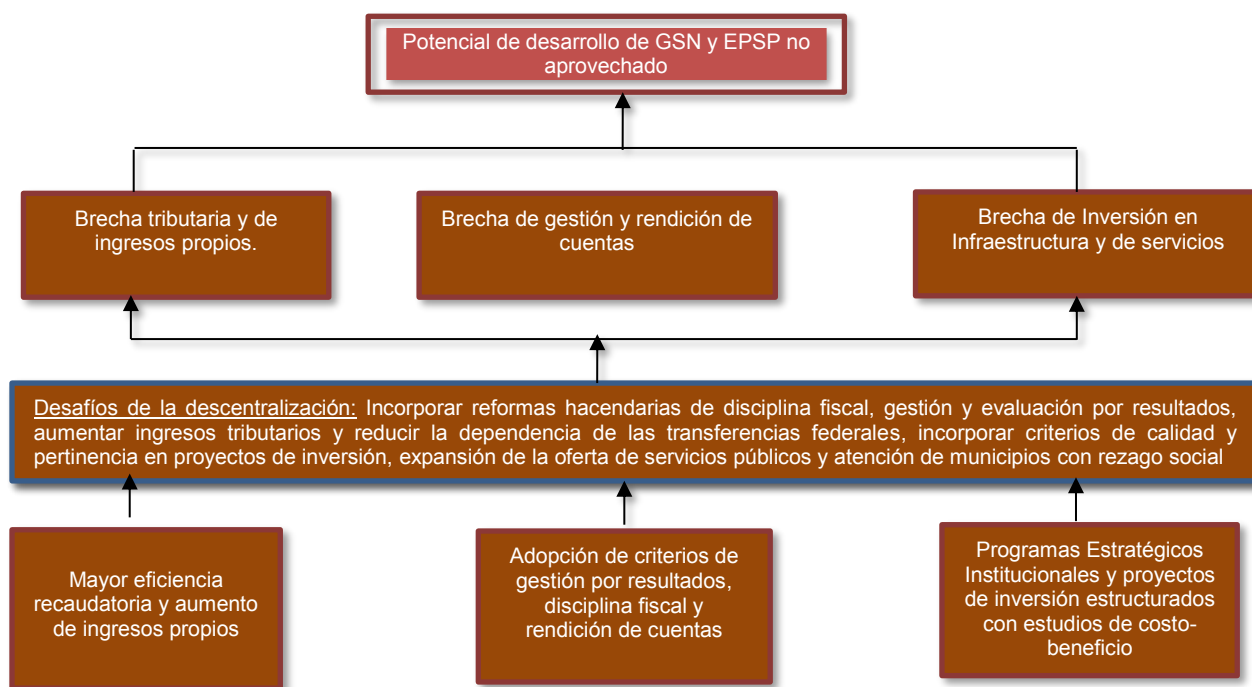 Potencial de desarrollo de GSN y EPSP no
aprovechado
Brecha tributaria y de
ingresos propios.
Brecha de gestión y rendición de
cuentas
Brecha de Inversión en
Infraestructura y de servicios
Desafíos de la descentralización: Incorporar reformas hacendarias de disciplina fiscal, gestión y evaluación por resultados,
aumentar ingresos tributarios y reducir la dependencia de las transferencias federales, incorporar criterios de calidad y
pertinencia en proyectos de inversión, expansión de la oferta de servicios públicos y atención de municipios con rezago social
Mayor eficiencia
recaudatoria y aumento
de ingresos propios
Adopción de criterios de
gestión por resultados,
disciplina fiscal y
rendición de cuentas
Programas Estratégicos
Institucionales y proyectos
de inversión estructurados
con estudios de costo-
beneficio